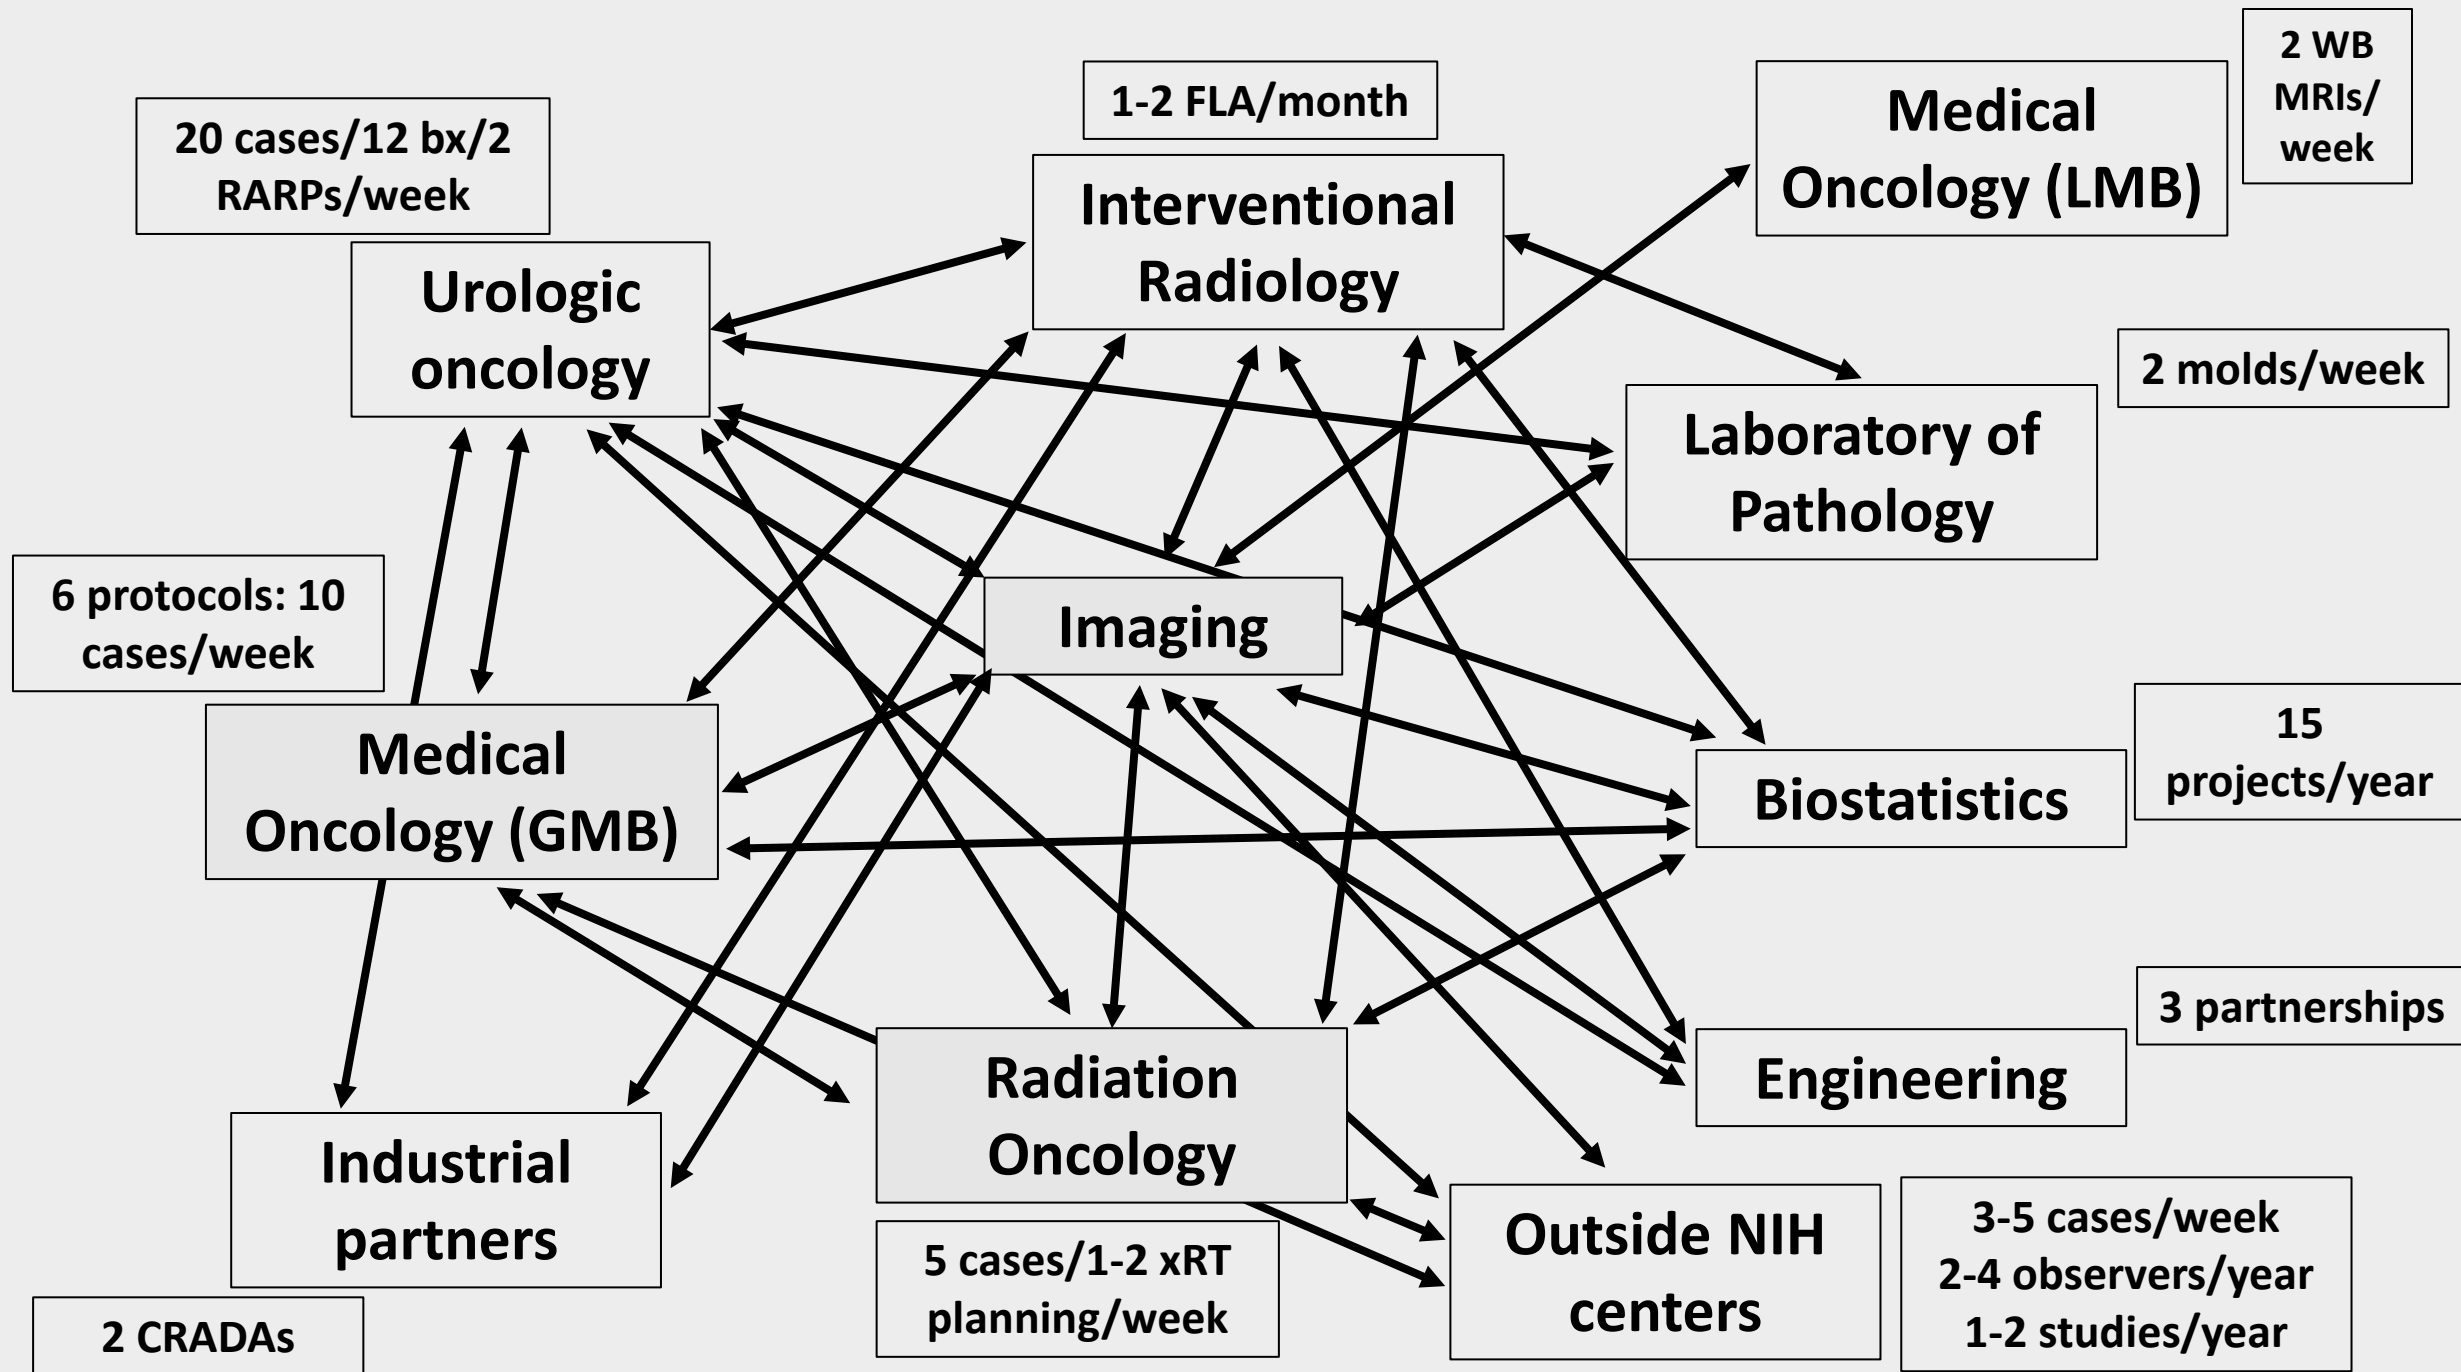 2 WB
MRIs/
week
1-2 FLA/month
Medical
Oncology (LMB)
20 cases/12 bx/2
RARPs/week
Interventional
Radiology
Urologic
oncology
2 molds/week
Laboratory of
Pathology
6 protocols: 10
cases/week
Imaging
Medical
Oncology (GMB)
15
projects/year
Biostatistics
3 partnerships
Radiation
Oncology
Engineering
Industrial
partners
Outside NIH
centers
3-5 cases/week
2-4 observers/year
1-2 studies/year
5 cases/1-2 xRT
planning/week
2 CRADAs